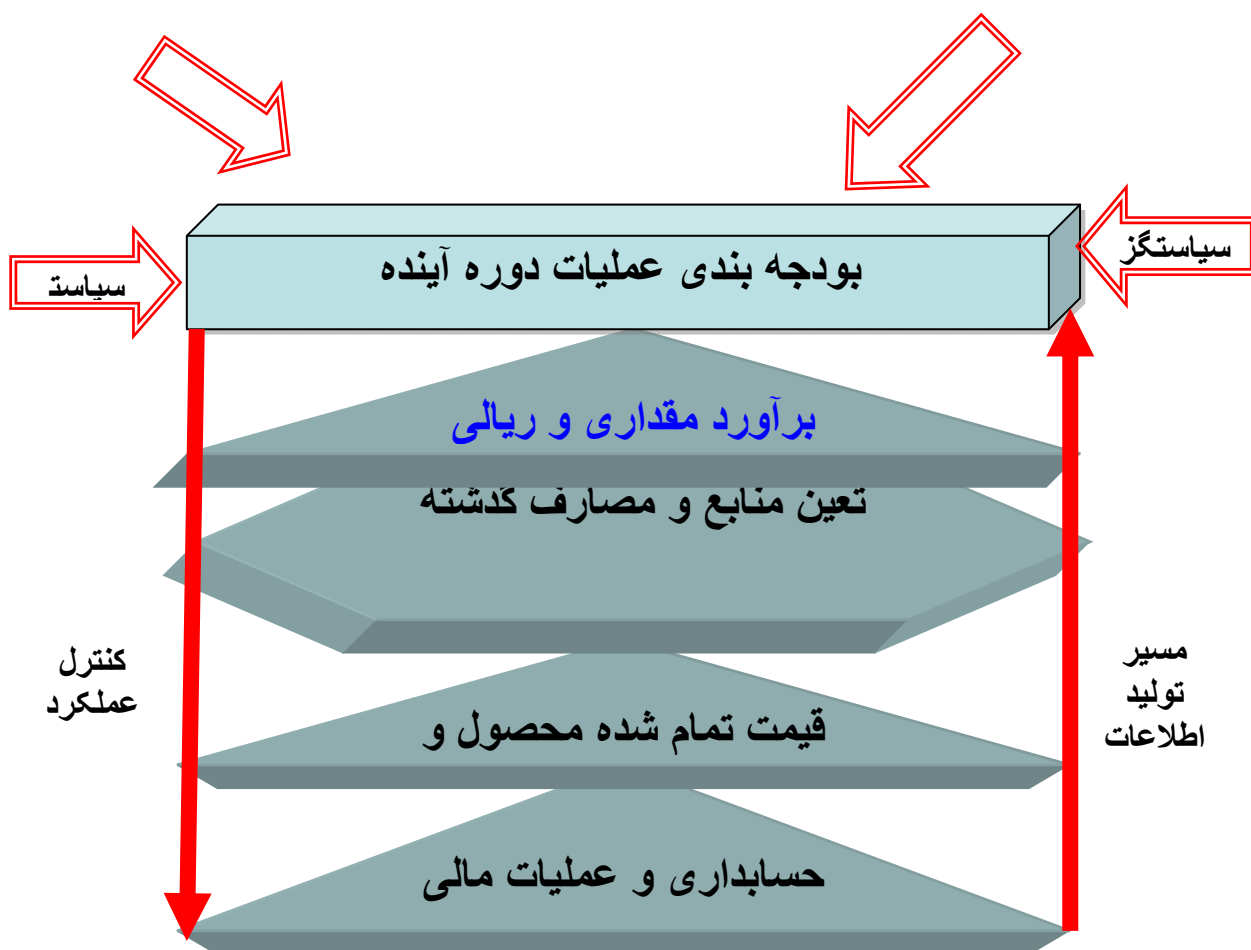 بودجه بندی عملیات دوره آینده
سیاستگز
سیاستـ
برآورد مقداری و ریالی
تعین منابع و مصارف گذشته
قیمت تمام شده محصول و
حسابداری و عملیات مالی
مسیر
تولید
اطلاعات
کنترل
عملکرد